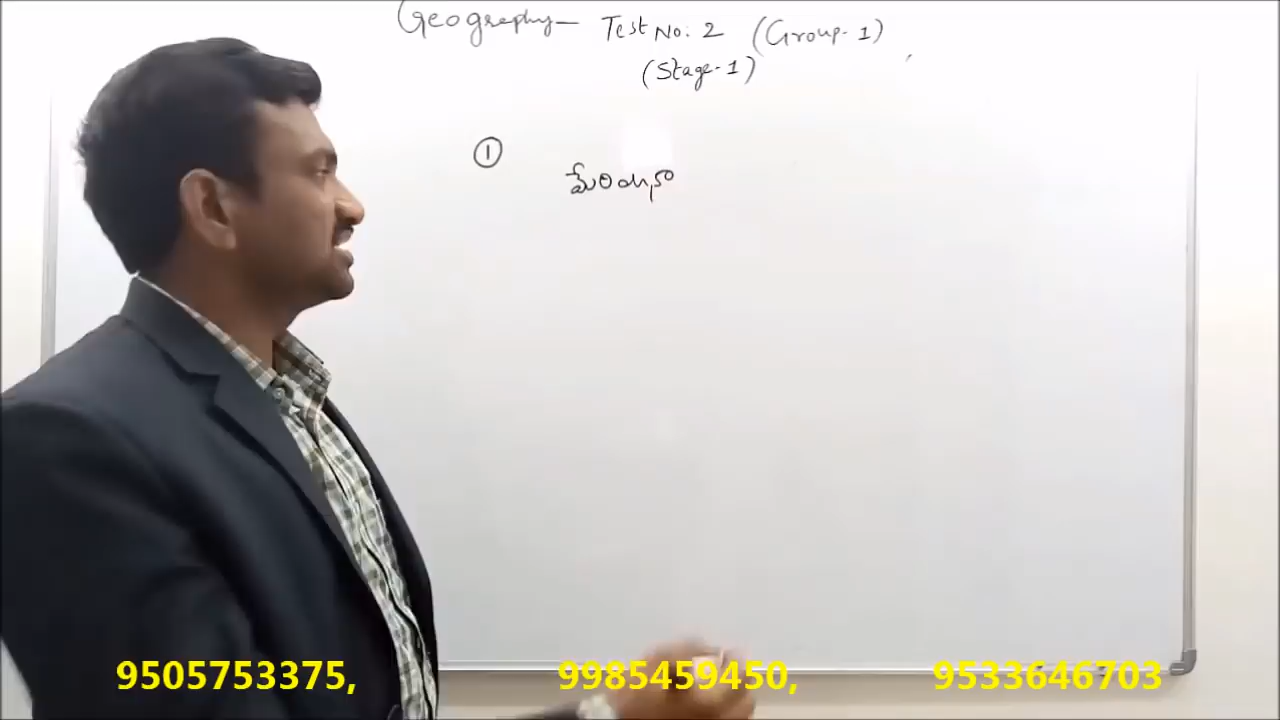 Geography- Test No: 2 (Group-1)
(Stage-1)
①
9505753375, 9985459450, 9533646703